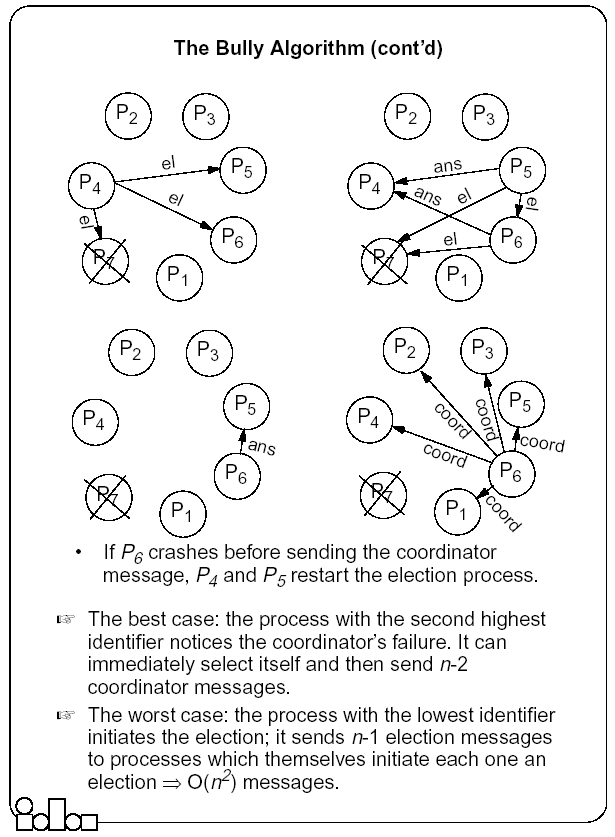 The Bully Algorithm (cont'd)
P2
P3
P4
el
P5
el
el
P6
P7
P1
P2
P3
P4
ans
P5
ans
el
el
P6
el
P7
P1
P2
P3
P4
P5
ans
P6
P7
P1
P2
P3
P4
P5
coord
coord
coord
coord
P6
P7
P1
coord
• If P6 crashes before sending the coordinator
message, P4 and P5 restart the election process.
☞ The best case: the process with the second highest
identifier notices the coordinator's failure. It can
immediately select itself and then send n-2
coordinator messages.
☞ The worst case: the process with the lowest identifier
initiates the election; it sends n-1 election messages
to processes which themselves initiate each one an
election ⇒ O(n²) messages.